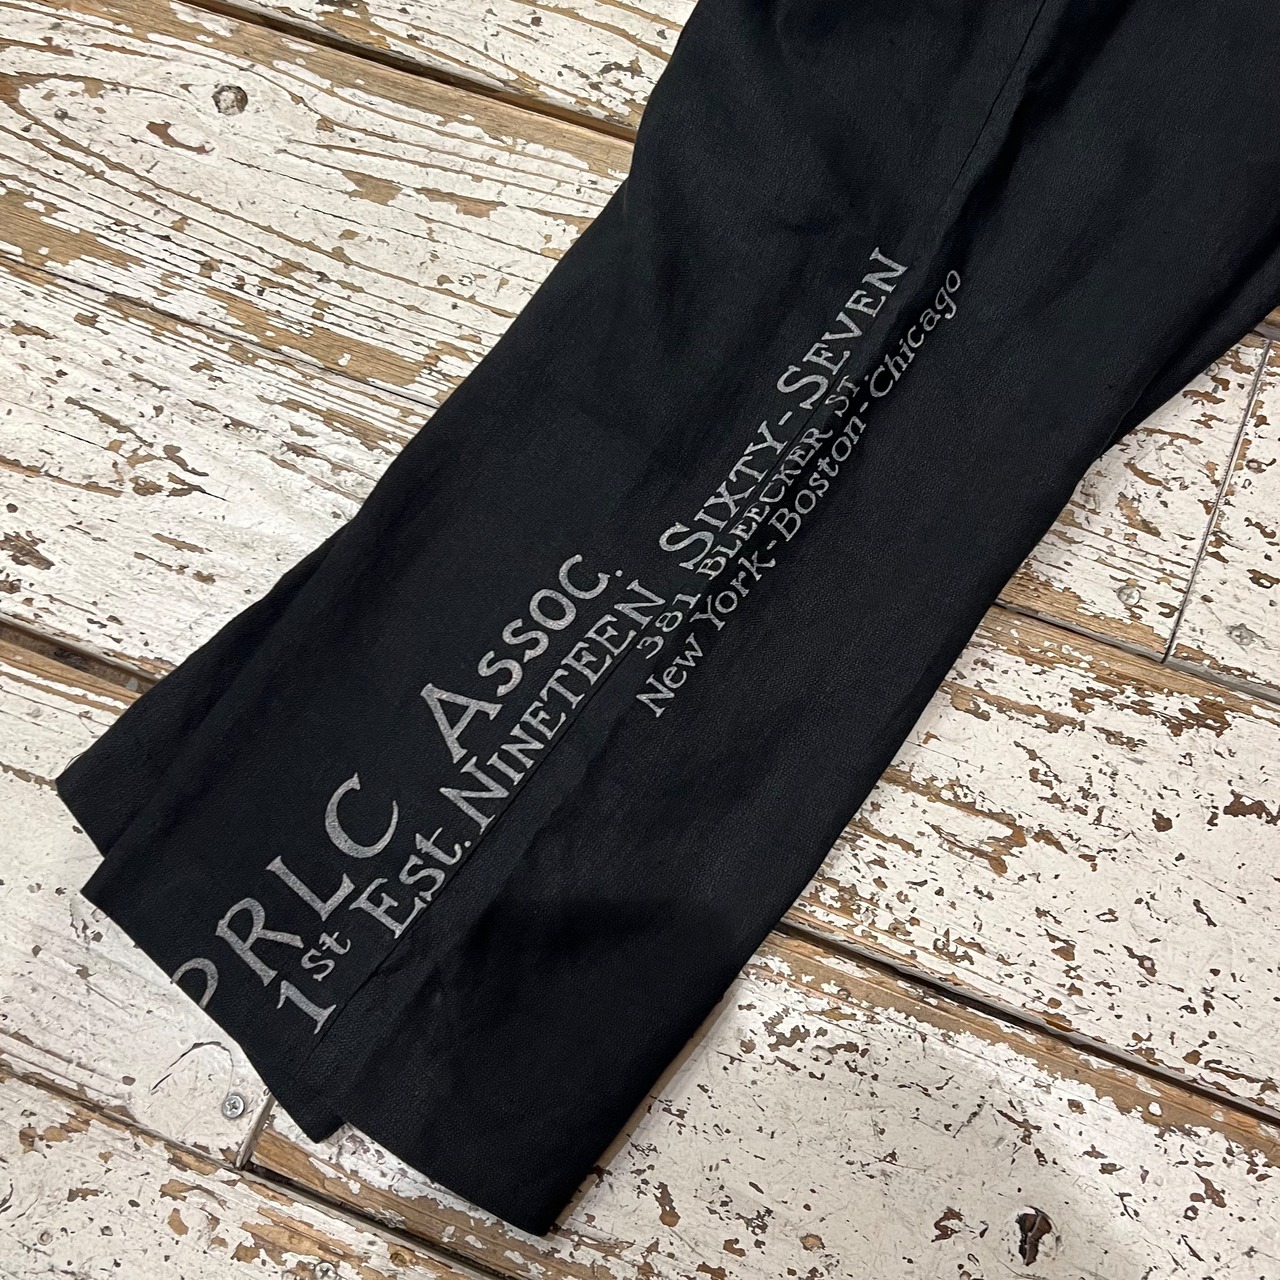 PRLC Assoc.
1st Est. Nineteen Sixty-Seven
381 Bleecker St
New York-Boston-Chicago